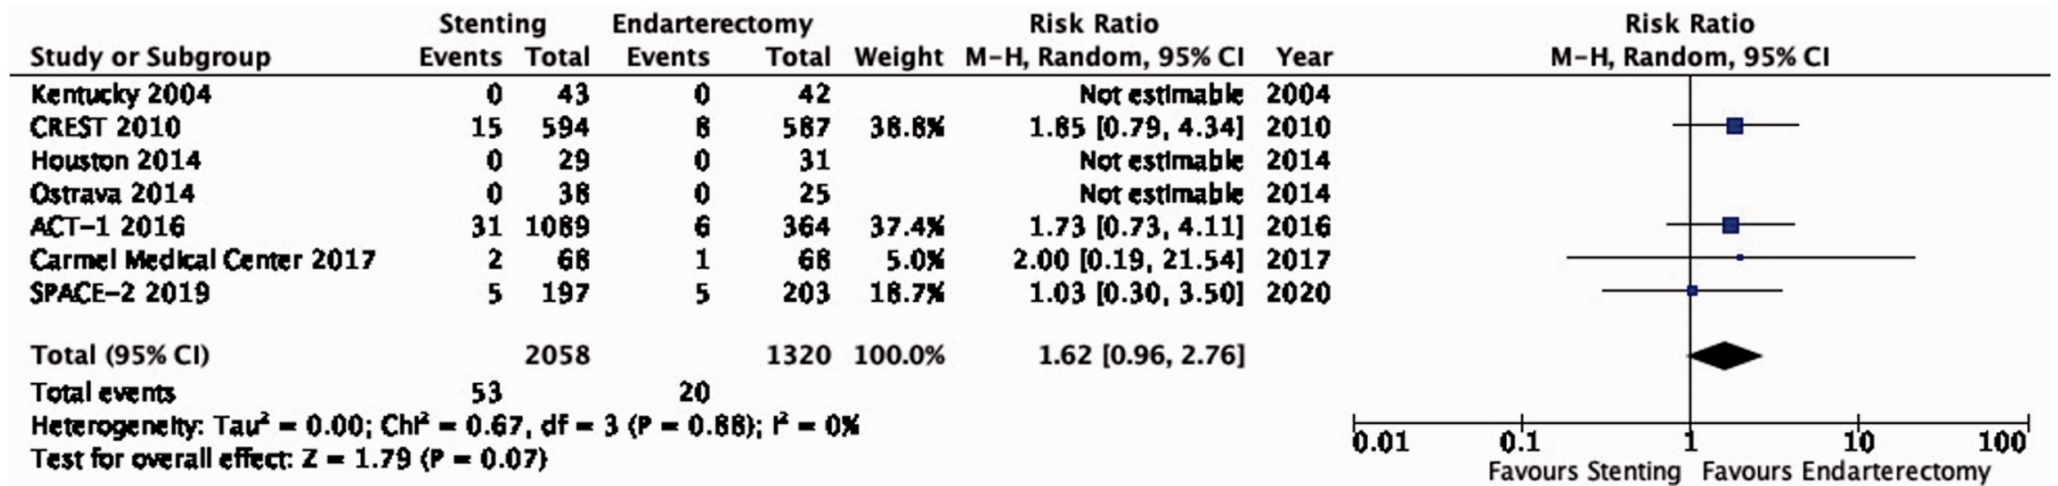 Stenting Endarterectomy Risk Ratio Risk Ratio
Study or Subgroup Events Total Events Total Weight M-H, Random, 95% CI Year M-H, Random, 95% CI
Kentucky 2004 0 43 0 42 Not estimable 2004
CREST 2010 15 594 8 587 38.8% 1.85 [0.79, 4.34] 2010
Houston 2014 0 29 0 31 Not estimable 2014
Ostrava 2014 0 38 0 25 Not estimable 2014
ACT-1 2016 31 1089 6 364 37.4% 1.73 [0.73, 4.11] 2016
Carmel Medical Center 2017 2 68 1 68 5.0% 2.00 [0.19, 21.54] 2017
SPACE-2 2019 5 197 5 203 18.7% 1.03 [0.30, 3.50] 2020
Total (95% CI) 2058 1320 100.0% 1.62 [0.96, 2.76]
Total events 53 20
Heterogeneity: Tau² = 0.00; Chi² = 0.67, df = 3 (P = 0.88); I² = 0%
Test for overall effect: Z = 1.79 (P = 0.07)
0.01 0.1 1 10 100
Favours Stenting Favours Endarterectomy